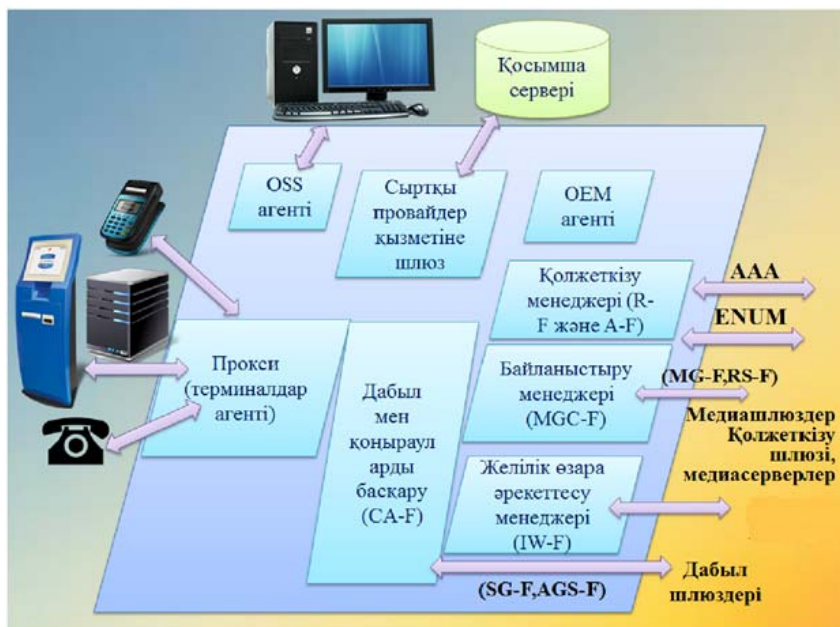 Қосымша
сервері
OSS
агенті
Сыртқы
провайдер
қызметіне
шлюз
OEM
агенті
Қолжеткізу
менеджері (R-
F және A-F)
AAA
ENUM
Прокси
(терминалдар
агенті)
Дабыл
мен
қоңыраул
арды
басқару
(CA-F)
Байланыстыру
менеджері
(MGC-F)
(MG-F,RS-F)
Медиашлюздер
Қолжеткізу
шлюзі,
медиасерверлер
Желілік өзара
әрекеттесу
менеджері
(IW-F)
(SG-F,AGS-F)
Дабыл
шлюздері